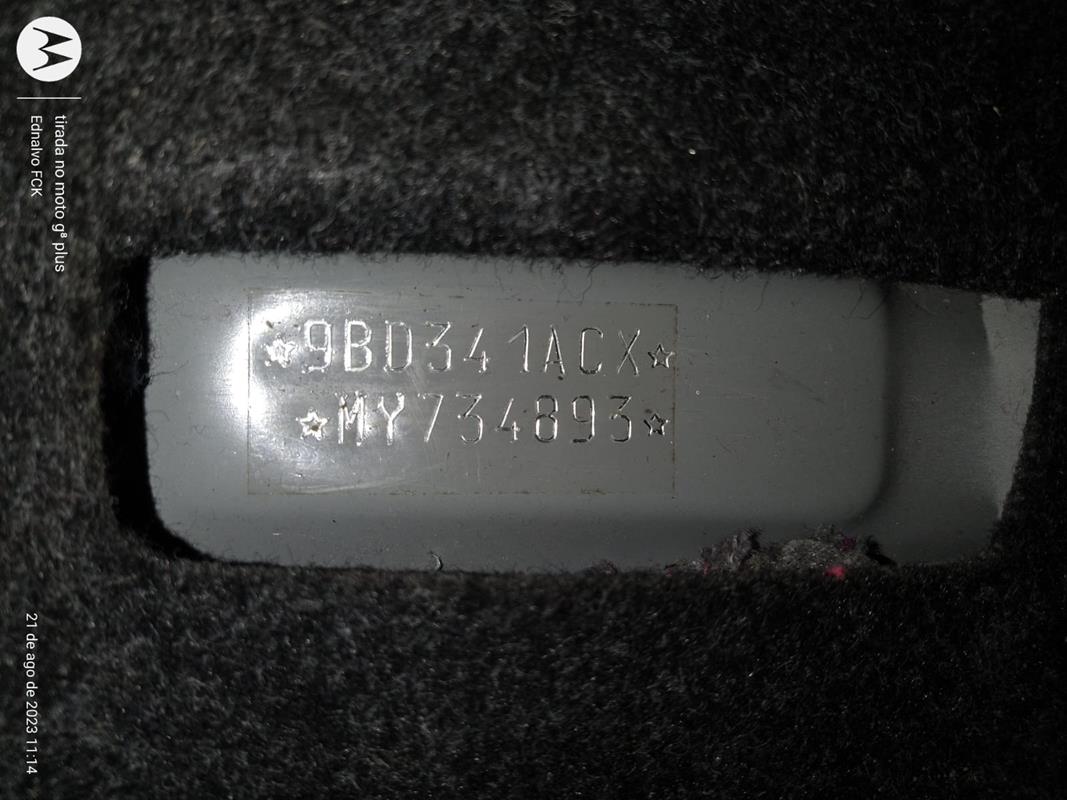 ☆9BD341ACX☆
☆MY734893☆
tirada no moto g⁸ plus
Ednalvo FCK
21 de ago de 2023 11:14